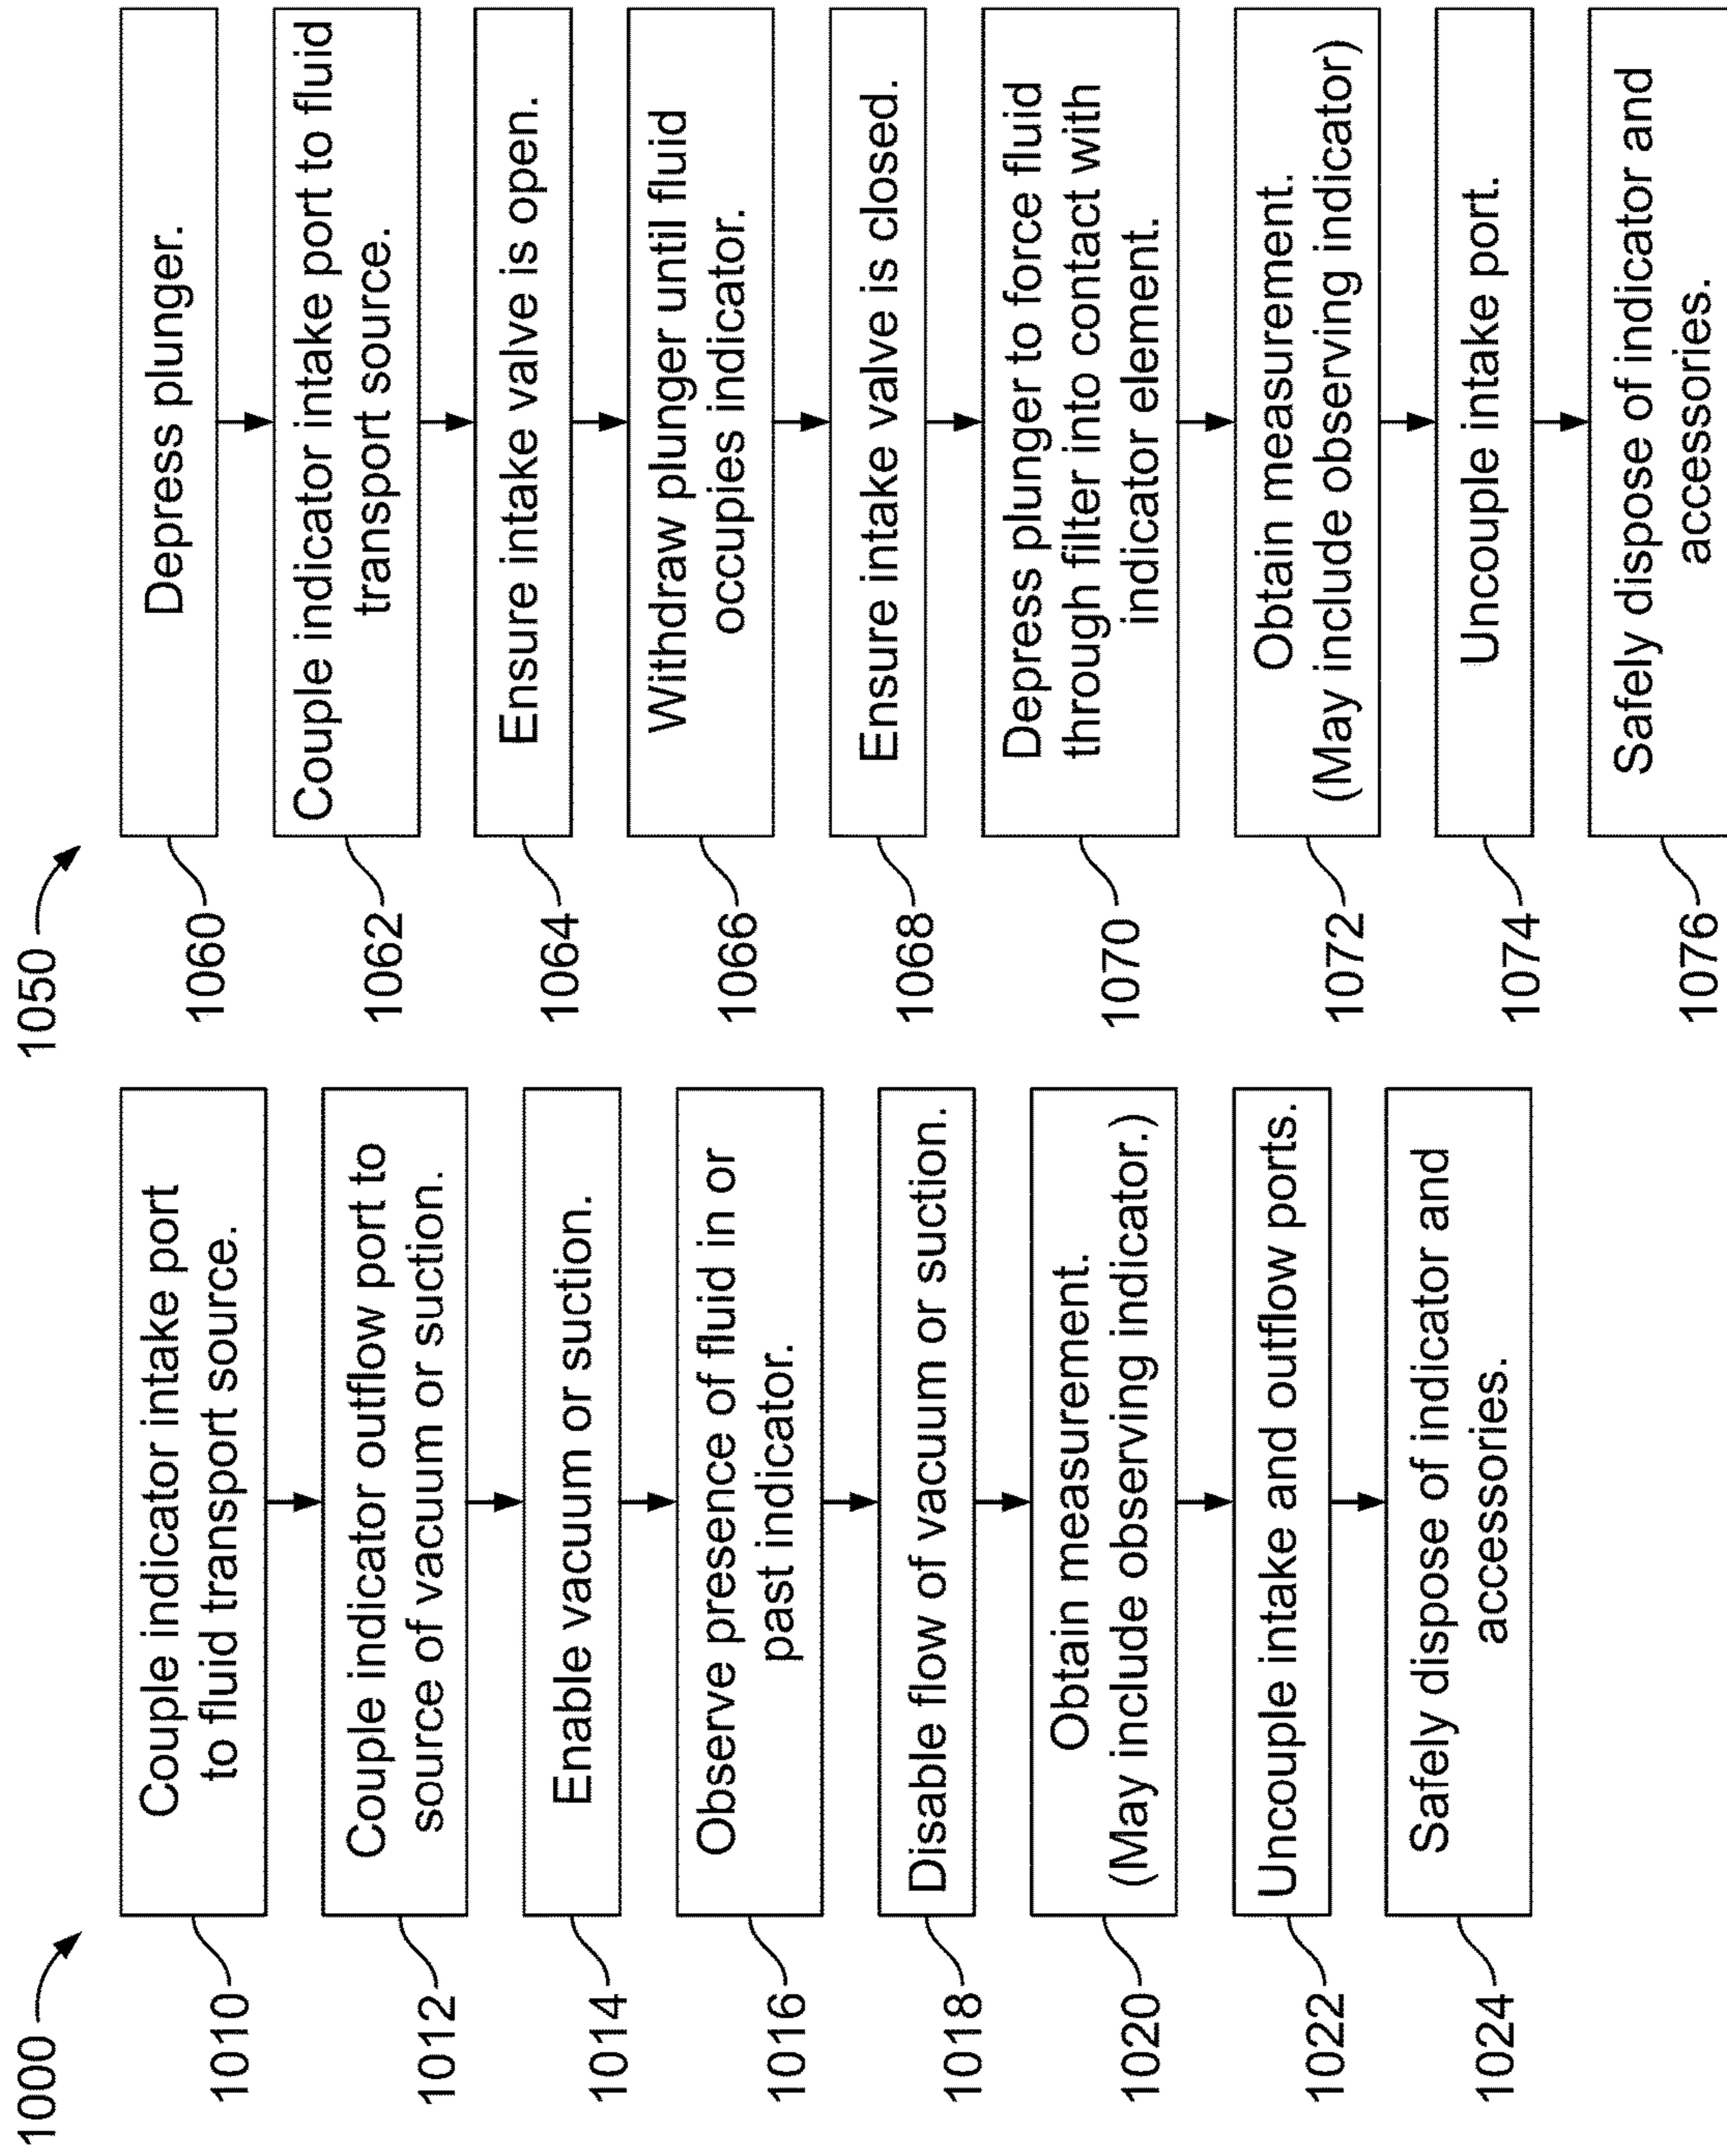 1000
1010
Couple indicator intake port
to fluid transport source.
1012
Couple indicator outflow port to
source of vacuum or suction.
1014
Enable vacuum or suction.
1016
Observe presence of fluid in or
past indicator.
1018
Disable flow of vacuum or suction.
1020
Obtain measurement.
(May include observing indicator.)
1022
Uncouple intake and outflow ports.
1024
Safely dispose of indicator and
accessories.
1050
1060
Depress plunger.
1062
Couple indicator intake port to fluid
transport source.
1064
Ensure intake valve is open.
1066
Withdraw plunger until fluid
occupies indicator.
1068
Ensure intake valve is closed.
1070
Depress plunger to force fluid
through filter into contact with
indicator element.
1072
Obtain measurement.
(May include observing indicator)
1074
Uncouple intake port.
1076
Safely dispose of indicator and
accessories.